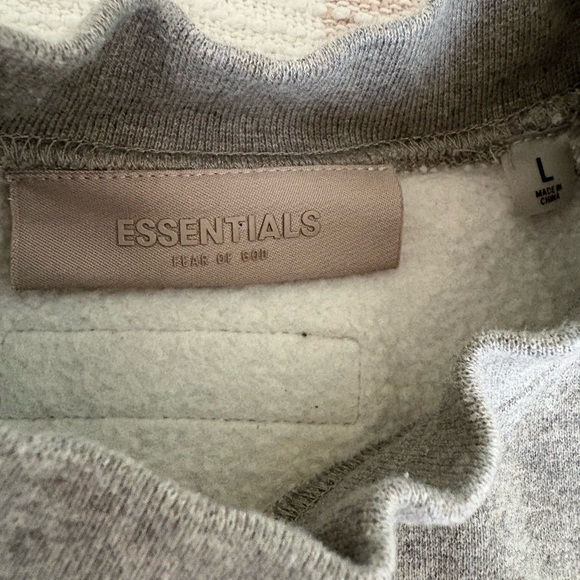 ESSENTIALS
FEAR OF GOD
L
MADE IN
CHINA